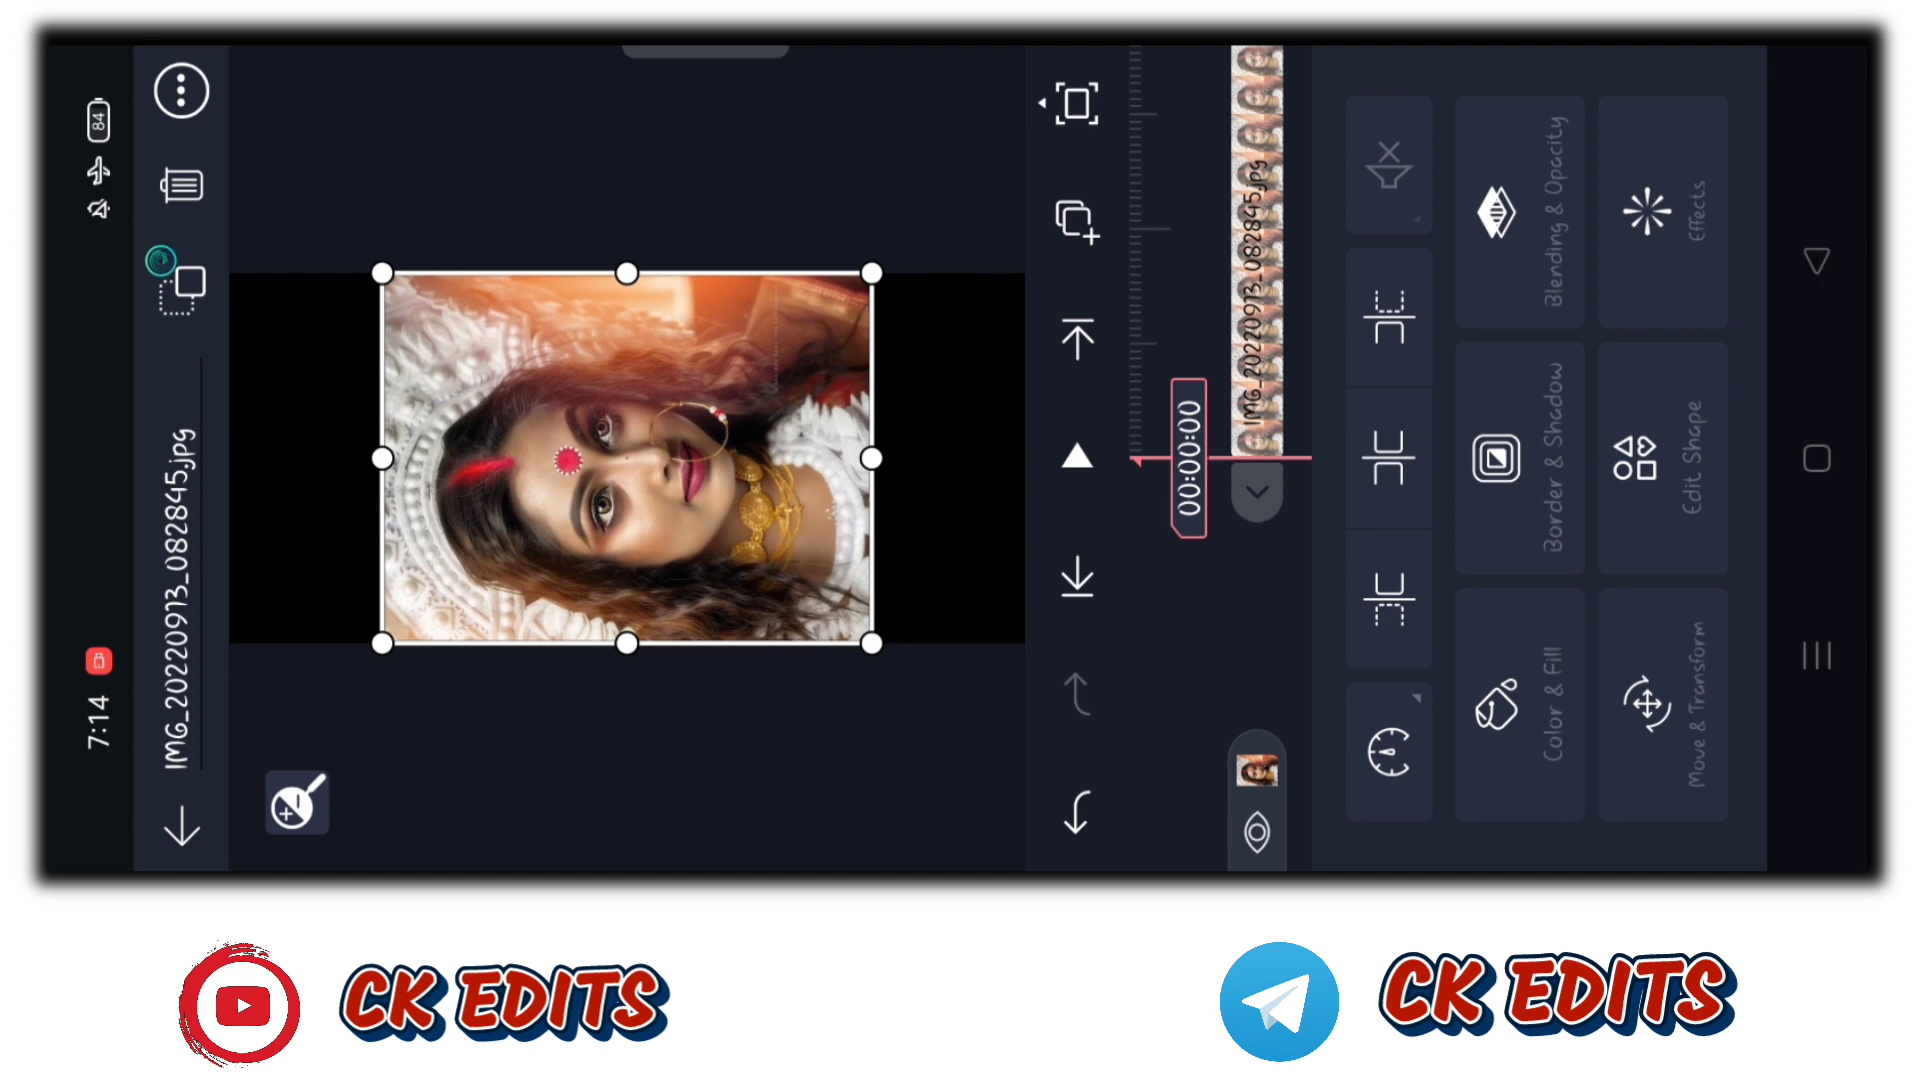 7:14
84
IMG_20220913_082845.jpg
00:00:00
IMG_20220913_082845.jpg
Color & Fill
Border & Shadow
Blending & Opacity
Move & Transform
Edit Shape
Effects
CK EDITS
CK EDITS